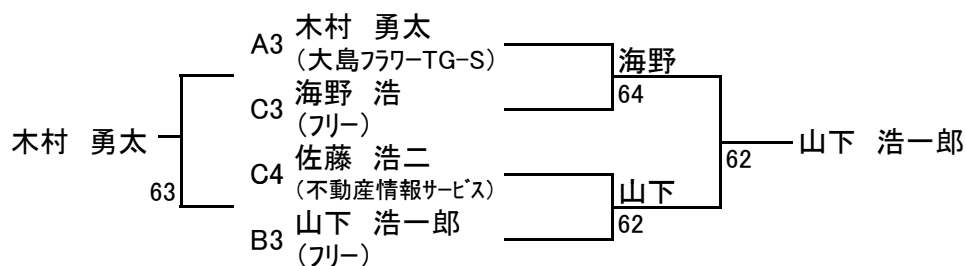 A3 木村 勇太
(大島フラワーTG-S)
海野
64
C3 海野 浩
(フリー)
木村 勇太
63
山下 浩一郎
62
C4 佐藤 浩二
(不動産情報サービス)
山下
62
B3 山下 浩一郎
(フリー)